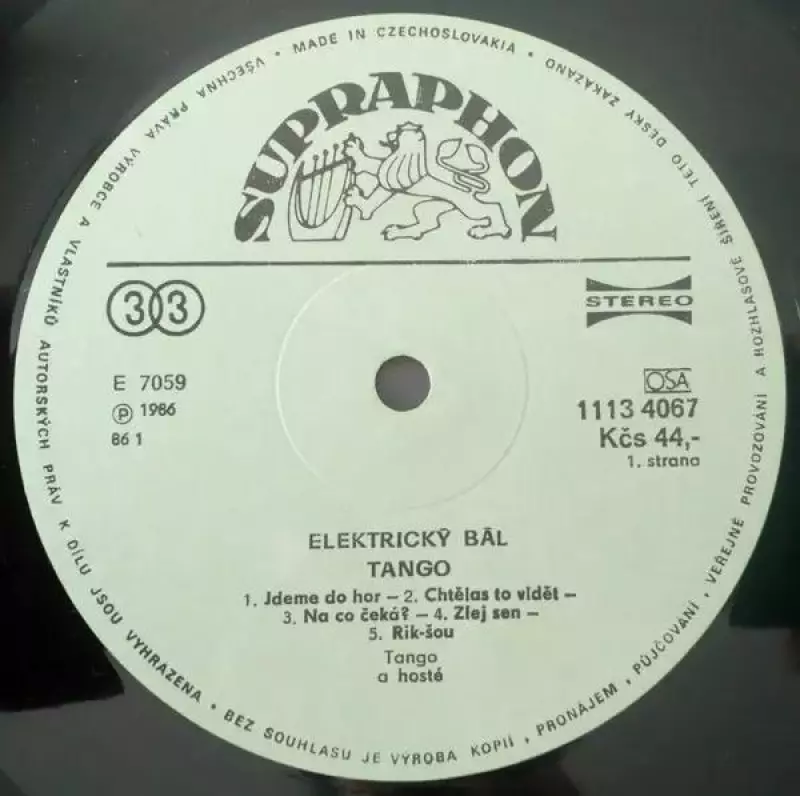 VŠECHNA PRÁVA VÝROBCE A VLASTNÍKŮ AUTORSKÝCH PRÁV K DÍLU JSOU VYHRAZENA • BEZ SOUHLASU JE VÝROBA KOPIÍ, PRONÁJEM, PŮJČOVÁNÍ, VEŘEJNÉ PROVOZOVÁNÍ A ROZHLASOVÉ ŠÍŘENÍ TÉTO DESKY ZAKÁZÁNO • MADE IN CZECHOSLOVAKIA •
SUPRAPHON
33
STEREO
E 7059
Ⓟ 1986
86 1
OSA
1113 4067
Kčs 44,-
1. strana
ELEKTRICKÝ BÁL
TANGO
1. Jdeme do hor – 2. Chtělas to vidět –
3. Na co čeká? – 4. Zlej sen –
5. Rik-šou
Tango
a hosté